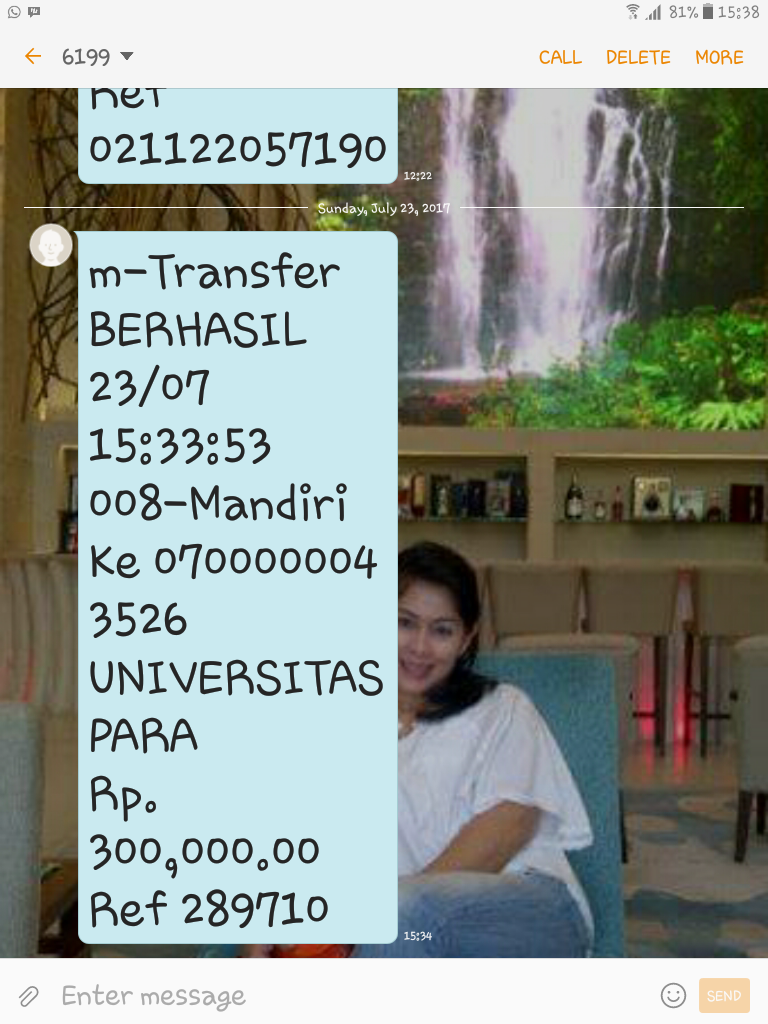 81% 15:38
6199 CALL DELETE MORE
Ref
021122057190
12:22
Sunday, July 23, 2017
m-Transfer
BERHASIL
23/07
15:33:53
008-Mandiri
Ke 070000004
3526
UNIVERSITAS
PARA
Rp.
300,000.00
Ref 289710
15:34
Enter message SEND